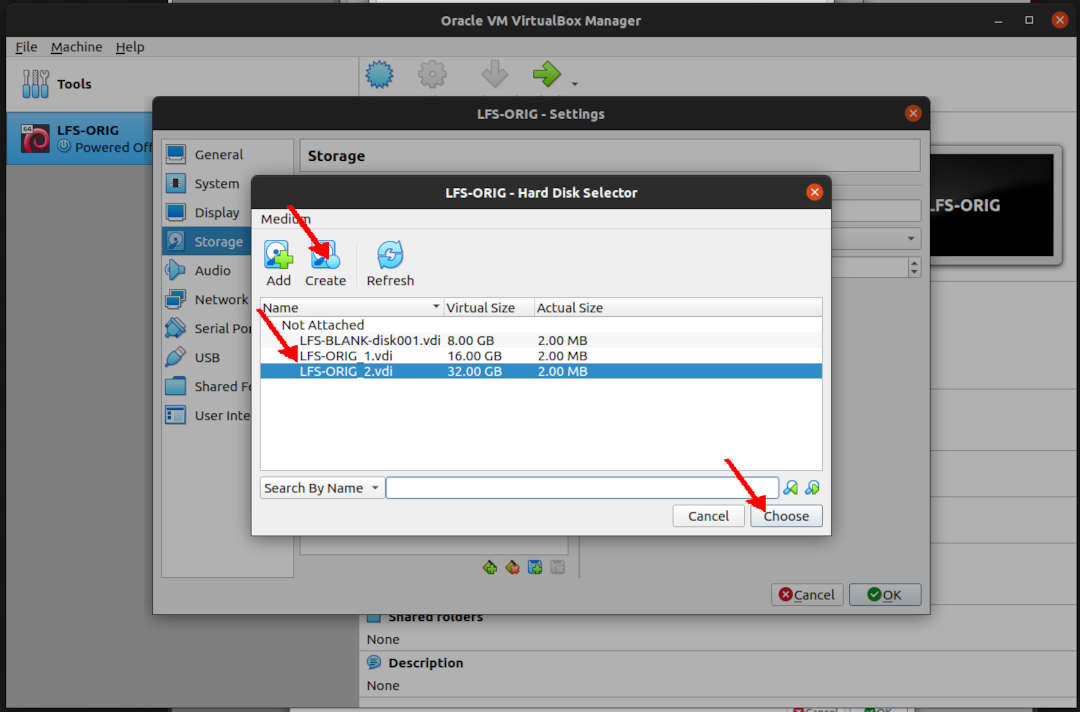 Oracle VM VirtualBox Manager
File Machine Help
Tools
64
LFS-ORIG
Powered Off
LFS-ORIG - Settings
General
System
Display
Storage
Audio
Network
Serial Por
USB
Shared Fo
User Inte
Storage
LFS-ORIG
LFS-ORIG - Hard Disk Selector
Medium
Add Create Refresh
Name Virtual Size Actual Size
Not Attached
LFS-BLANK-disk001.vdi 8.00 GB 2.00 MB
LFS-ORIG_1.vdi 16.00 GB 2.00 MB
LFS-ORIG_2.vdi 32.00 GB 2.00 MB
Search By Name
Cancel Choose
Cancel OK
Shared folders
None
Description
None
Cancel OK